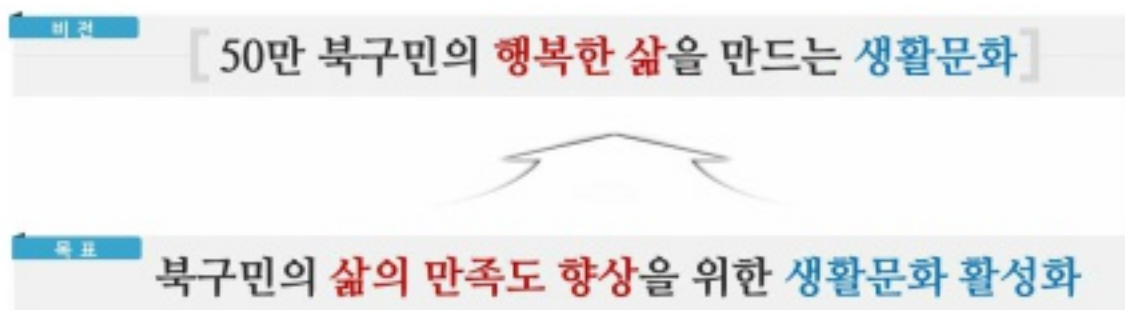 비 전
[50만 북구민의 행복한 삶을 만드는 생활문화]
목 표
북구민의 삶의 만족도 향상을 위한 생활문화 활성화